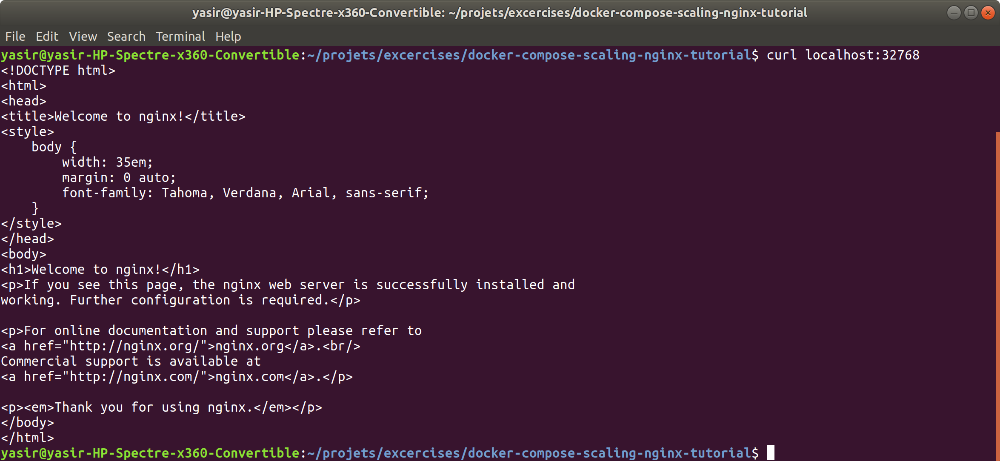 yasir@yasir-HP-Spectre-x360-Convertible: ~/projets/excercises/docker-compose-scaling-nginx-tutorial
File Edit View Search Terminal Help
yasir@yasir-HP-Spectre-x360-Convertible:~/projets/excercises/docker-compose-scaling-nginx-tutorial$ curl localhost:32768
<!DOCTYPE html>
<html>
<head>
<title>Welcome to nginx!</title>
<style>
    body {
        width: 35em;
        margin: 0 auto;
        font-family: Tahoma, Verdana, Arial, sans-serif;
    }
</style>
</head>
<body>
<h1>Welcome to nginx!</h1>
<p>If you see this page, the nginx web server is successfully installed and
working. Further configuration is required.</p>

<p>For online documentation and support please refer to
<a href="http://nginx.org/">nginx.org</a>.<br/>
Commercial support is available at
<a href="http://nginx.com/">nginx.com</a>.</p>

<p><em>Thank you for using nginx.</em></p>
</body>
</html>
yasir@yasir-HP-Spectre-x360-Convertible:~/projets/excercises/docker-compose-scaling-nginx-tutorial$